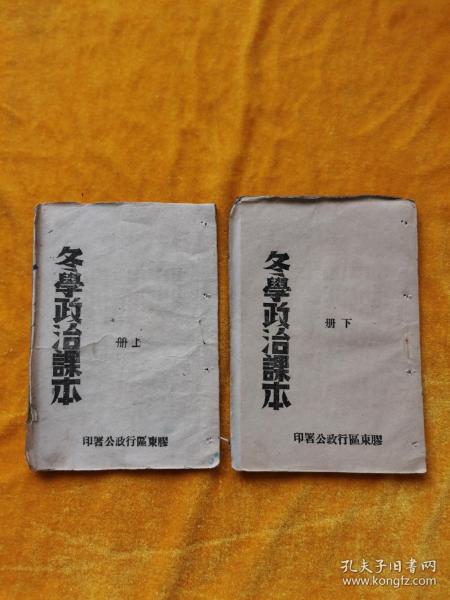 冬學政治課本
上册
膠東區行政公署印
冬學政治課本
下册
膠東區行政公署印
孔夫子旧书网
www.kongfz.com